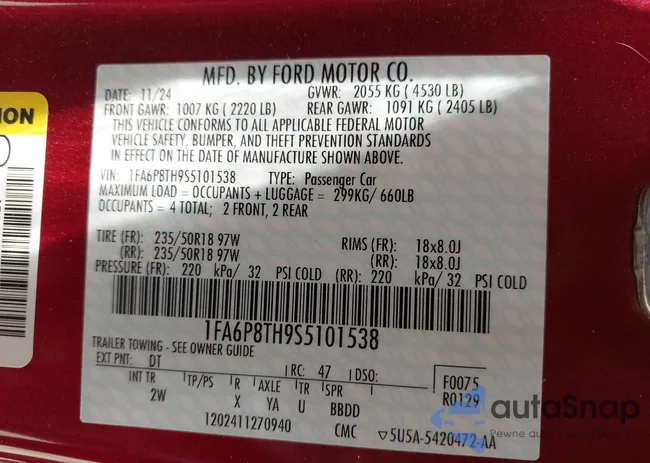 MFD. BY FORD MOTOR CO.
DATE: 11/24 GVWR: 2055 KG ( 4530 LB)
FRONT GAWR: 1007 KG ( 2220 LB) REAR GAWR: 1091 KG ( 2405 LB)
THIS VEHICLE CONFORMS TO ALL APPLICABLE FEDERAL MOTOR
VEHICLE SAFETY, BUMPER, AND THEFT PREVENTION STANDARDS
IN EFFECT ON THE DATE OF MANUFACTURE SHOWN ABOVE.
VIN: 1FA6P8TH9S5101538 TYPE: Passenger Car
MAXIMUM LOAD = OCCUPANTS + LUGGAGE = 299KG/ 660LB
OCCUPANTS = 4 TOTAL; 2 FRONT, 2 REAR
TIRE (FR): 235/50R18 97W RIMS (FR): 18x8.0J
(RR): 235/50R18 97W (RR): 18x8.0J
PRESSURE (FR): 220 kPa/ 32 PSI COLD (RR): 220 kPa/ 32 PSI COLD
1FA6P8TH9S5101538
TRAILER TOWING - SEE OWNER GUIDE
EXT PNT: DT RC: 47 DSO: F0075
INT TR TP/PS R AXLE TR SPR R0129
2W X YA U BBDD
1202411270940 CMC ▽5U5A-5420472-AA
ION
autoSnap
Pewne auto